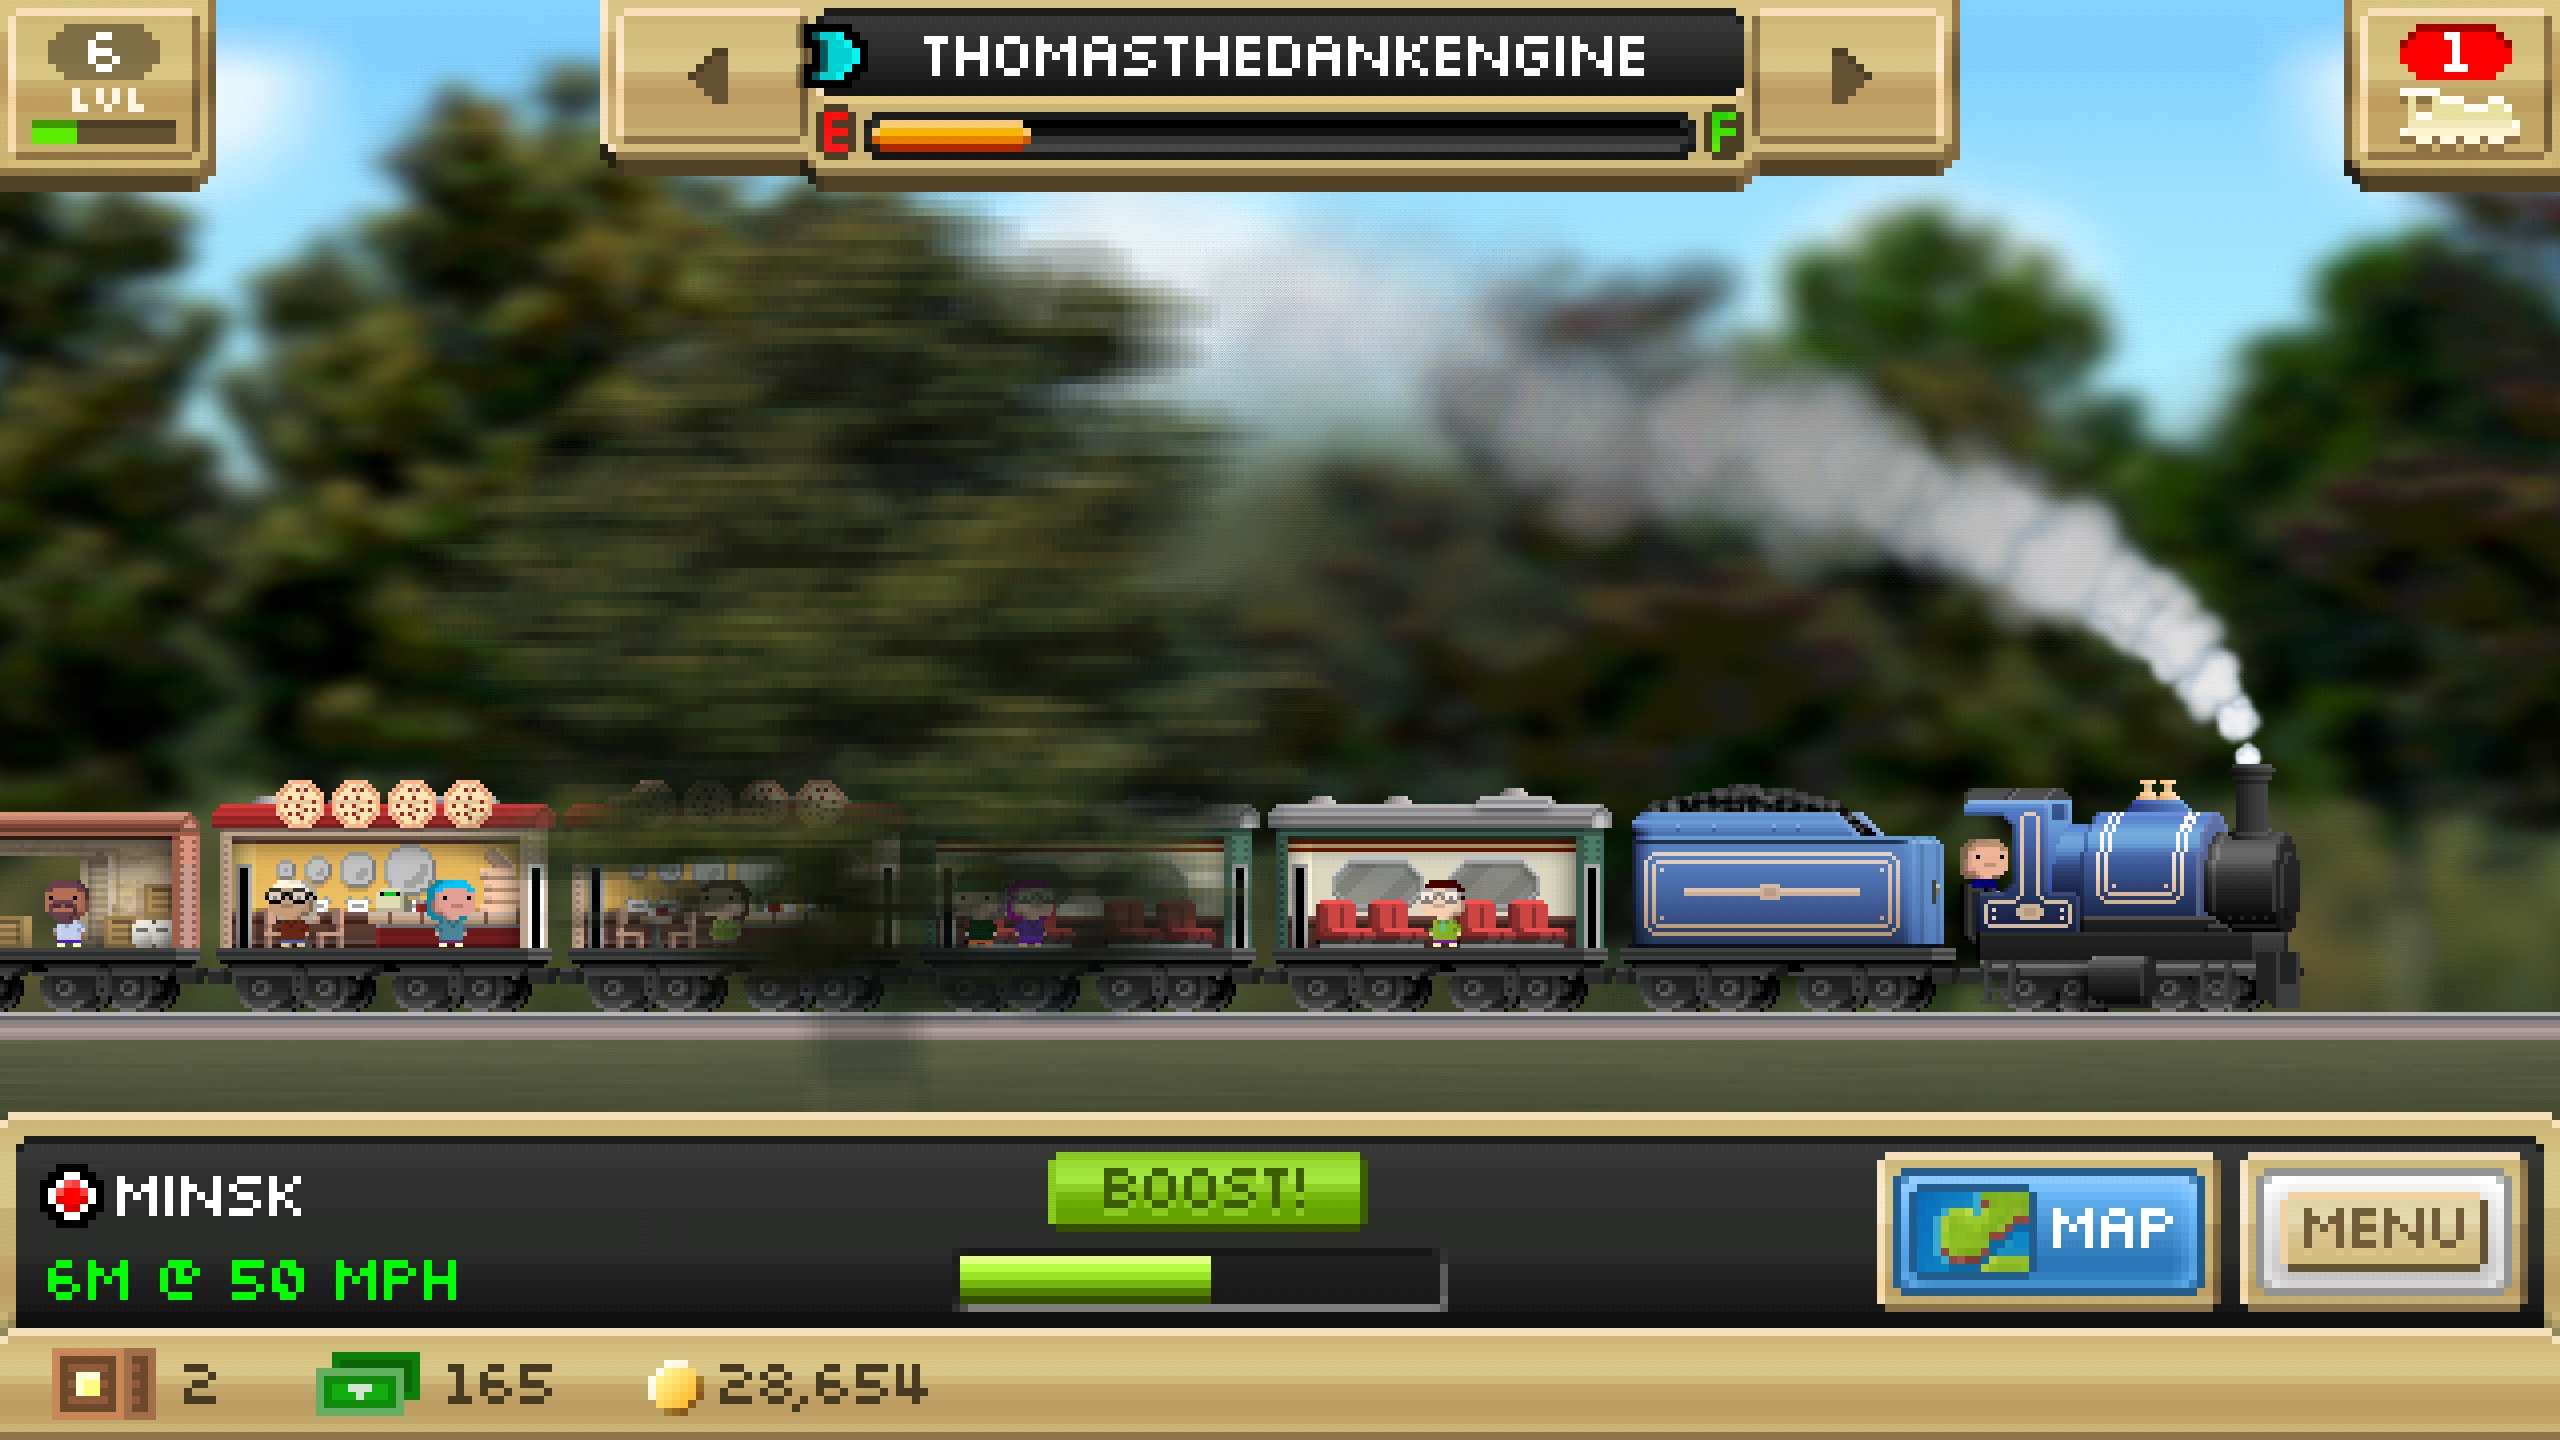 6
LVL
THOMASTHEDANKENGINE
E F
1
MINSK
6M @ 50 MPH
BOOST!
MAP
MENU
2
165
28,654